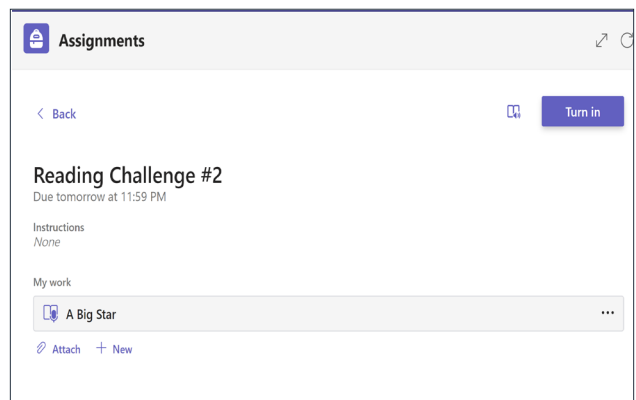 Assignments
Back
Turn in
Reading Challenge #2
Due tomorrow at 11:59 PM
Instructions
None
My work
A Big Star
Attach + New